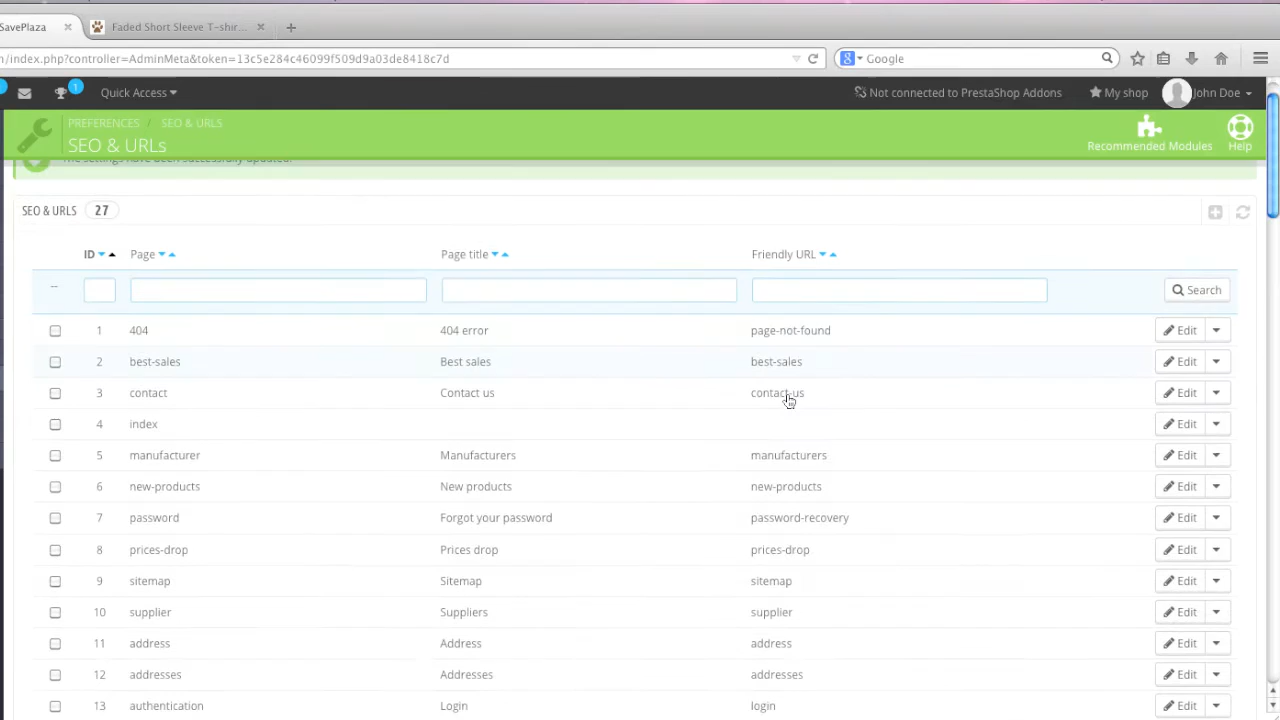 SavePlaza
Faded Short Sleeve T-shir...
n/index.php?controller=AdminMeta&token=13c5e284c46099f509d9a03de8418c7d
Google
1
Quick Access
Not connected to PrestaShop Addons
My shop
John Doe
PREFERENCES / SEO & URLS
SEO & URLs
Recommended Modules
Help
The settings have been successfully updated.
SEO & URLS 27
ID Page Page title Friendly URL
-- Search
1 404 404 error page-not-found Edit
2 best-sales Best sales best-sales Edit
3 contact Contact us contact-us Edit
4 index Edit
5 manufacturer Manufacturers manufacturers Edit
6 new-products New products new-products Edit
7 password Forgot your password password-recovery Edit
8 prices-drop Prices drop prices-drop Edit
9 sitemap Sitemap sitemap Edit
10 supplier Suppliers supplier Edit
11 address Address address Edit
12 addresses Addresses addresses Edit
13 authentication Login login Edit